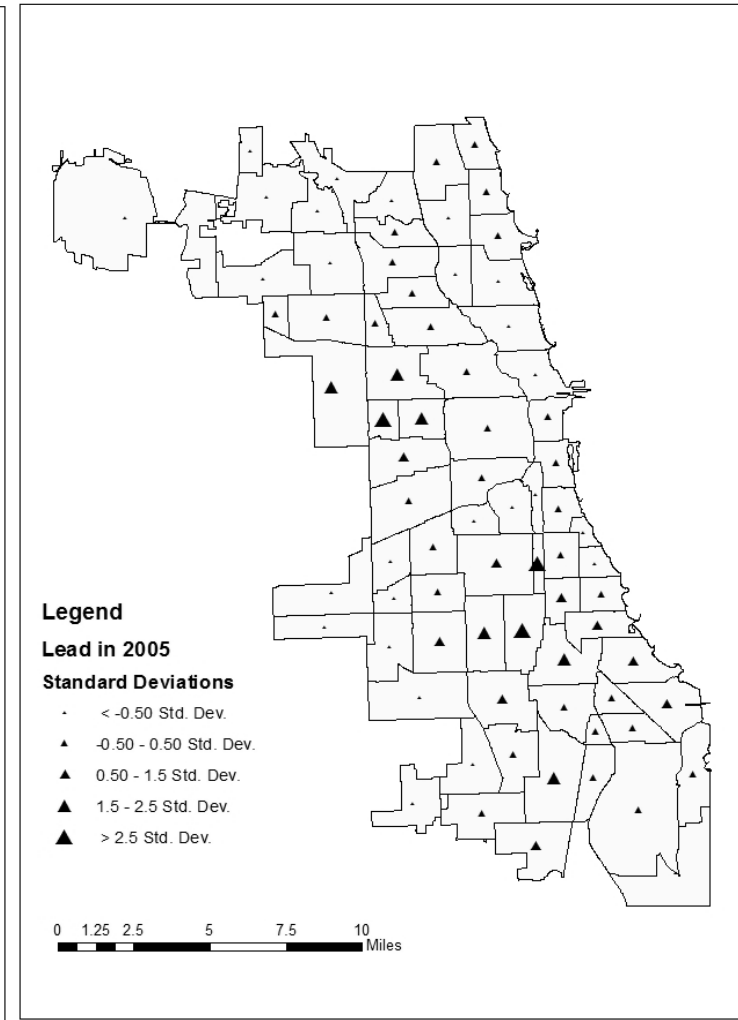 Legend
Lead in 2005
Standard Deviations
< -0.50 Std. Dev.
-0.50 - 0.50 Std. Dev.
0.50 - 1.5 Std. Dev.
1.5 - 2.5 Std. Dev.
> 2.5 Std. Dev.
0 1.25 2.5 5 7.5 10
Miles